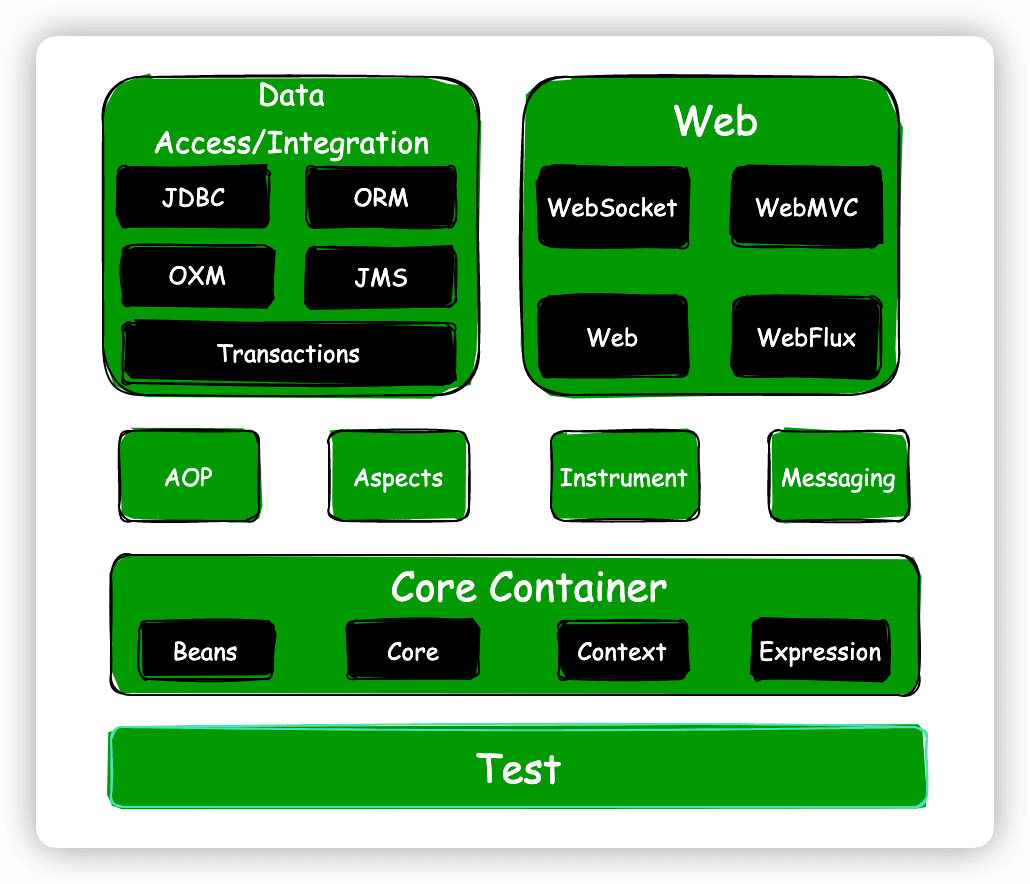 Data
Access/Integration
JDBC
ORM
OXM
JMS
Transactions
Web
WebSocket
WebMVC
Web
WebFlux
AOP
Aspects
Instrument
Messaging
Core Container
Beans
Core
Context
Expression
Test